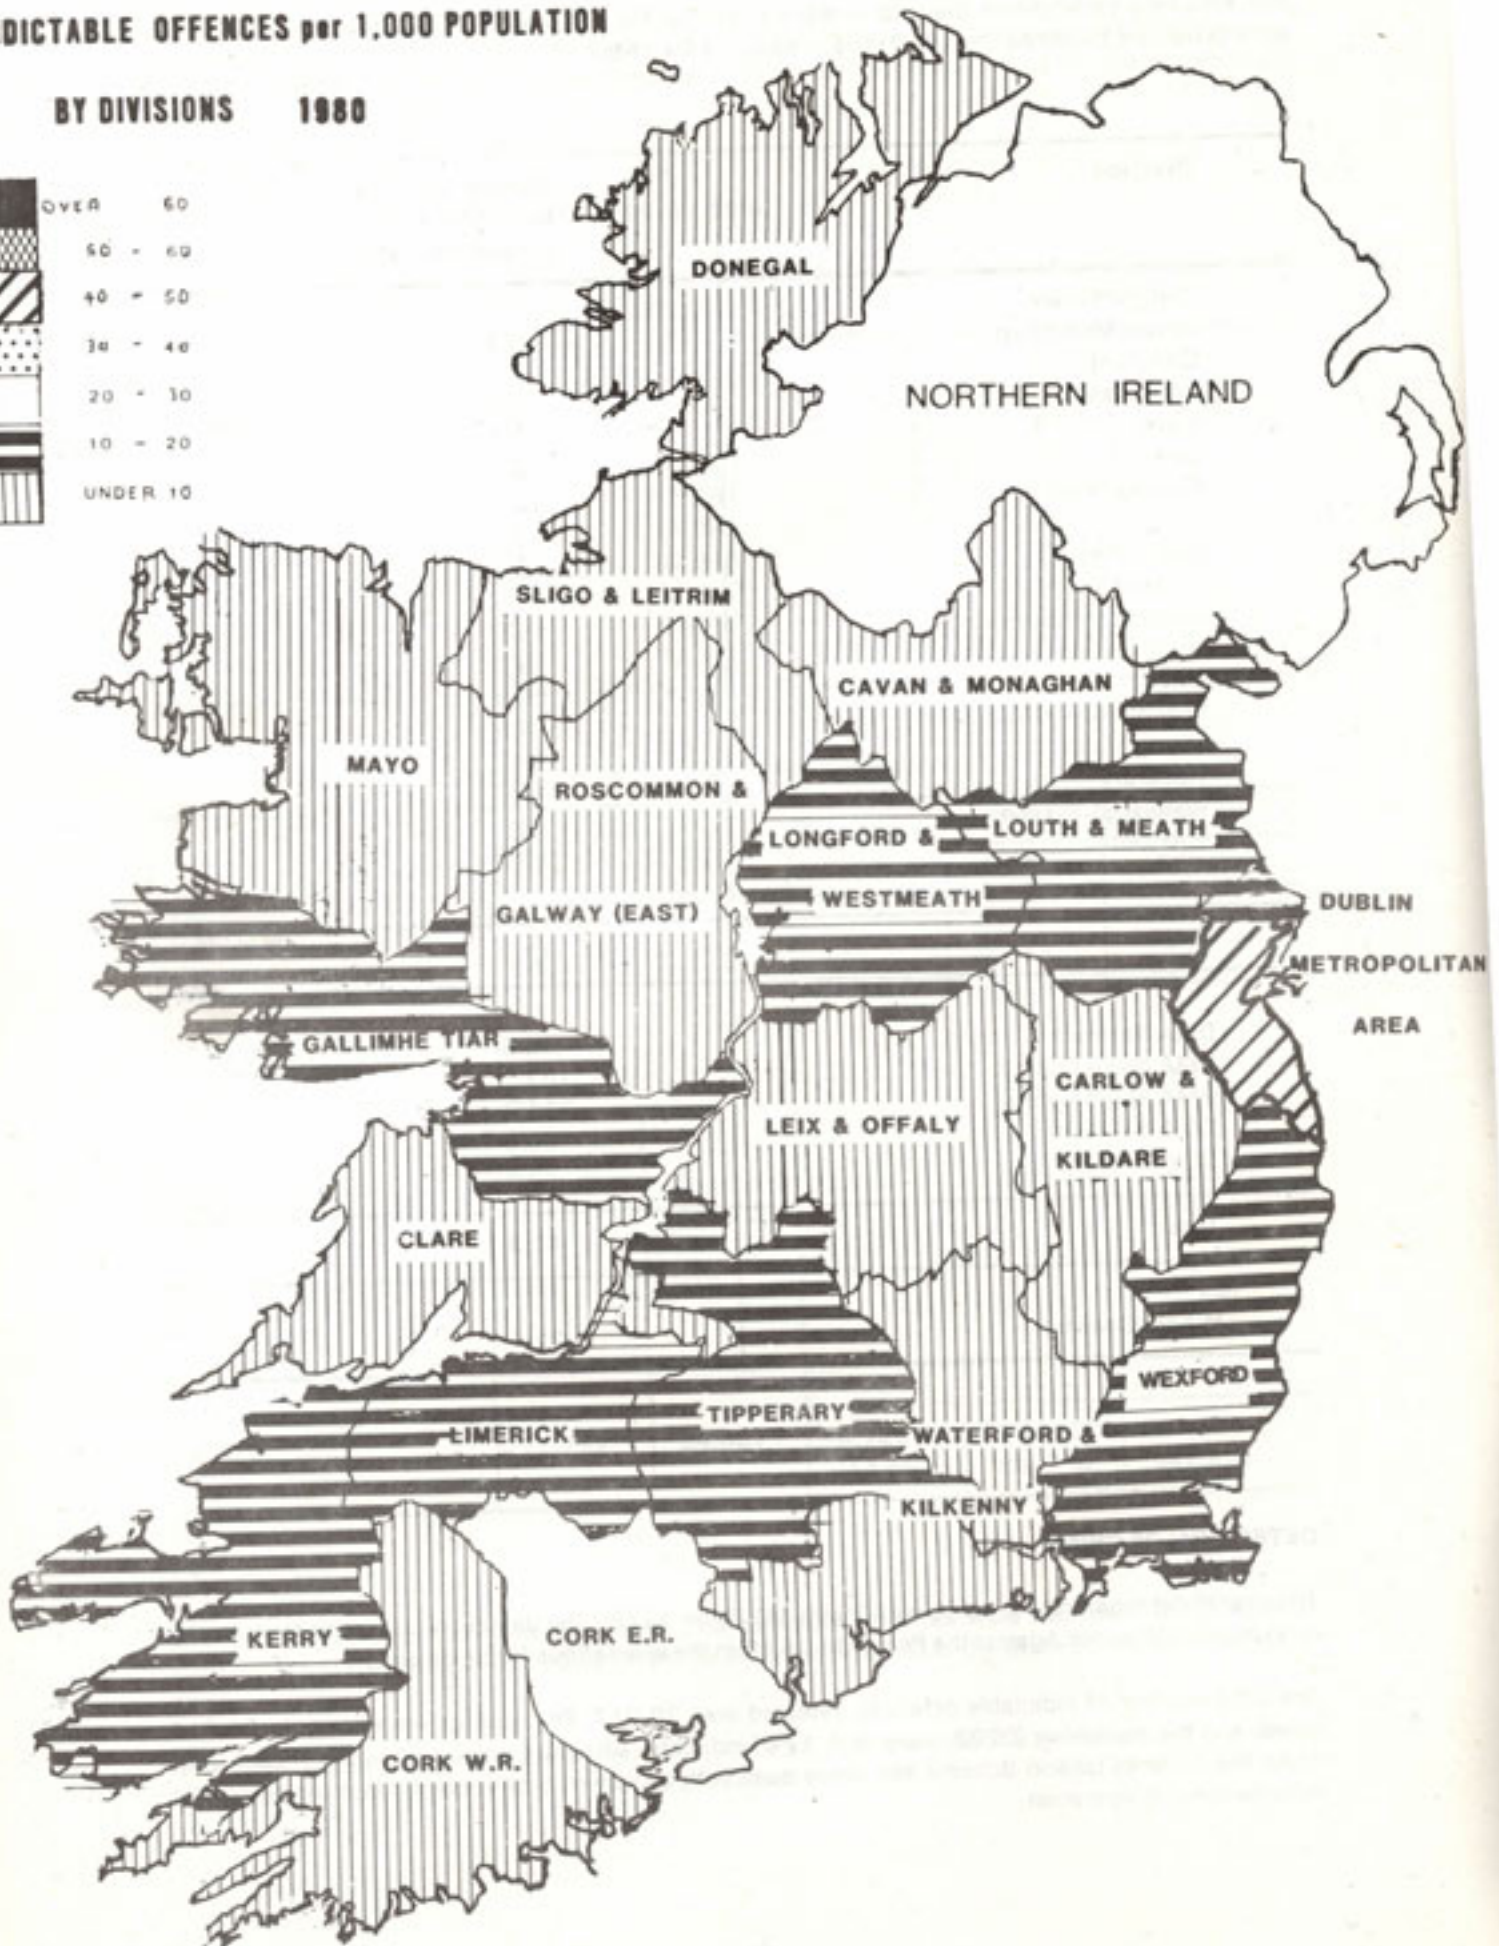 DICTABLE OFFENCES per 1,000 POPULATION
BY DIVISIONS 1980
OVER 60
50 - 60
40 - 50
30 - 40
20 - 30
10 - 20
UNDER 10
DONEGAL
NORTHERN IRELAND
SLIGO & LEITRIM
CAVAN & MONAGHAN
MAYO
ROSCOMMON &
GALWAY (EAST)
LONGFORD &
WESTMEATH
LOUTH & MEATH
DUBLIN
METROPOLITAN
AREA
GALLIMHE TIAR
CARLOW &
KILDARE
LEIX & OFFALY
CLARE
WEXFORD
LIMERICK
TIPPERARY
WATERFORD &
KILKENNY
KERRY
CORK E.R.
CORK W.R.